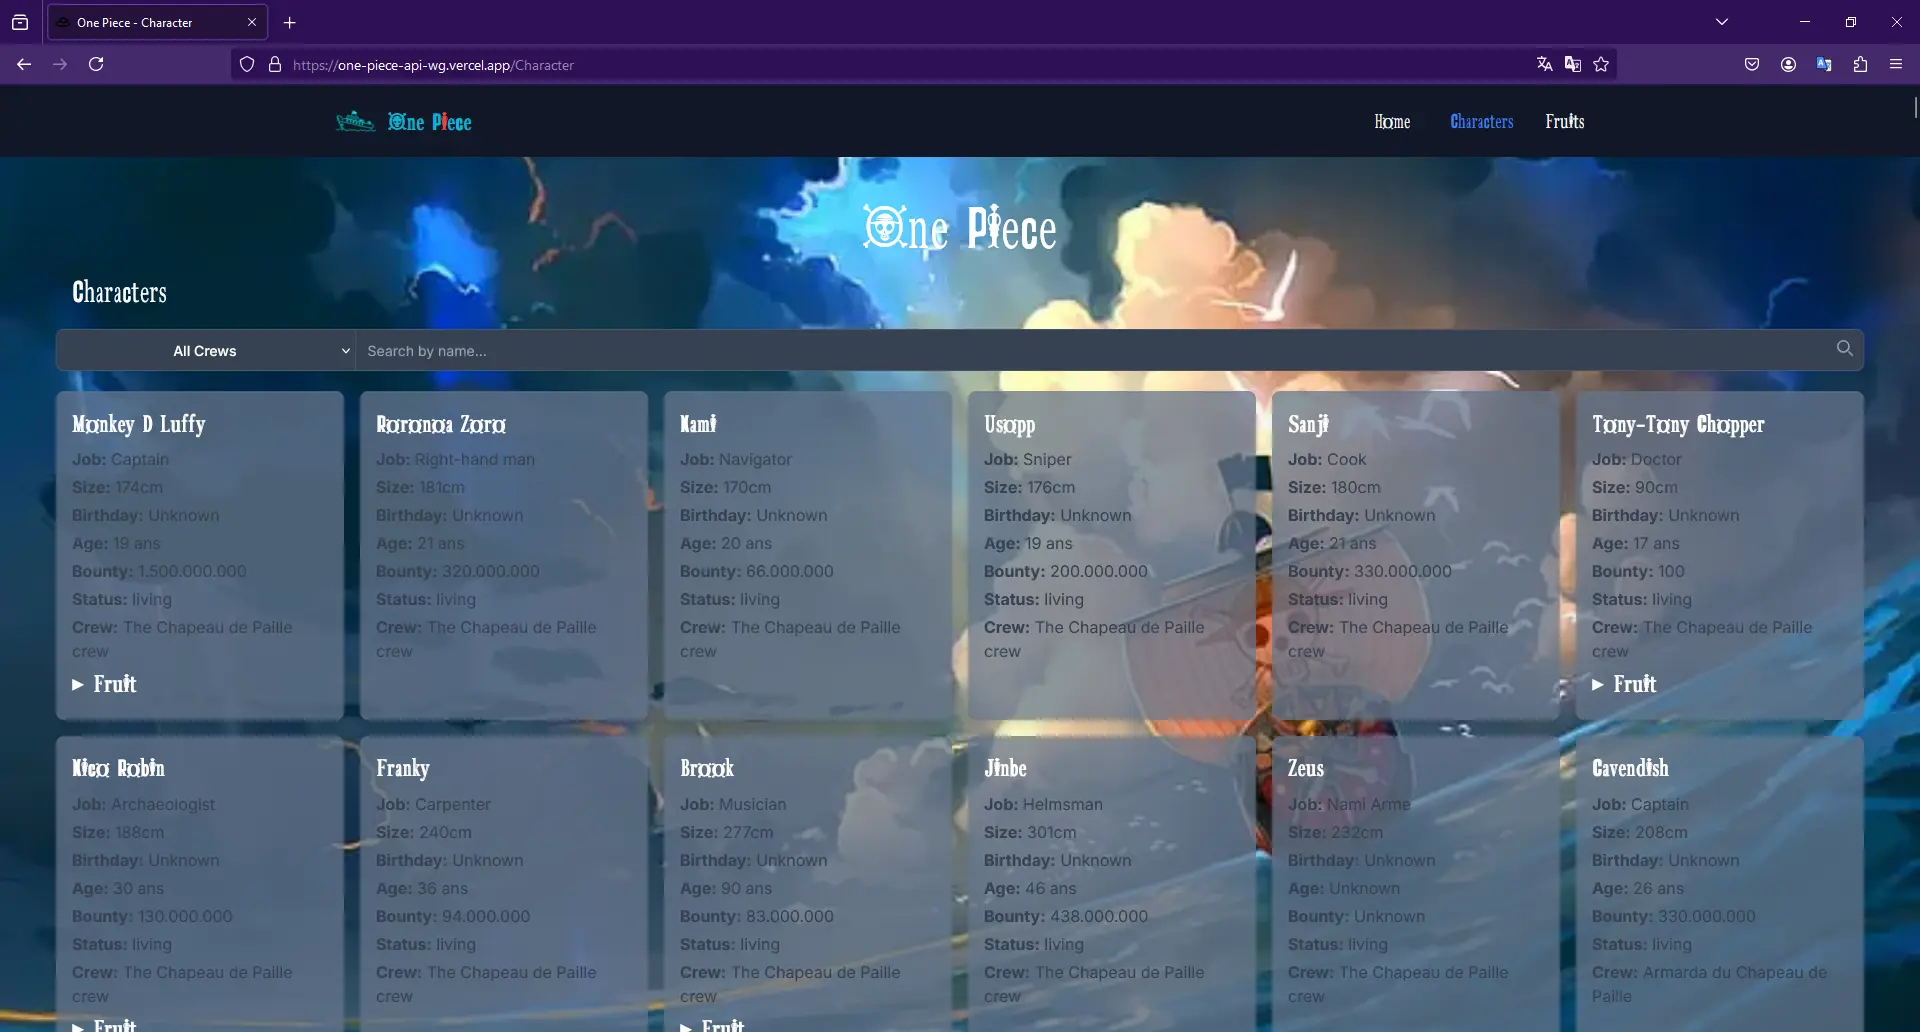 One Piece - Character
https://one-piece-api-wg.vercel.app/Character
One Piece
Home
Characters
Fruits
One Piece
Characters
All Crews
Search by name...
Monkey D Luffy
Job: Captain
Size: 174cm
Birthday: Unknown
Age: 19 ans
Bounty: 1.500.000.000
Status: living
Crew: The Chapeau de Paille
crew
Fruit
Roronoa Zoro
Job: Right-hand man
Size: 181cm
Birthday: Unknown
Age: 21 ans
Bounty: 320.000.000
Status: living
Crew: The Chapeau de Paille
crew
Nami
Job: Navigator
Size: 170cm
Birthday: Unknown
Age: 20 ans
Bounty: 66.000.000
Status: living
Crew: The Chapeau de Paille
crew
Usopp
Job: Sniper
Size: 176cm
Birthday: Unknown
Age: 19 ans
Bounty: 200.000.000
Status: living
Crew: The Chapeau de Paille
crew
Sanji
Job: Cook
Size: 180cm
Birthday: Unknown
Age: 21 ans
Bounty: 330.000.000
Status: living
Crew: The Chapeau de Paille
crew
Tony-Tony Chopper
Job: Doctor
Size: 90cm
Birthday: Unknown
Age: 17 ans
Bounty: 100
Status: living
Crew: The Chapeau de Paille
crew
Fruit
Nico Robin
Job: Archaeologist
Size: 188cm
Birthday: Unknown
Age: 30 ans
Bounty: 130.000.000
Status: living
Crew: The Chapeau de Paille
crew
Fruit
Franky
Job: Carpenter
Size: 240cm
Birthday: Unknown
Age: 36 ans
Bounty: 94.000.000
Status: living
Crew: The Chapeau de Paille
crew
Brook
Job: Musician
Size: 277cm
Birthday: Unknown
Age: 90 ans
Bounty: 83.000.000
Status: living
Crew: The Chapeau de Paille
crew
Fruit
Jinbe
Job: Helmsman
Size: 301cm
Birthday: Unknown
Age: 46 ans
Bounty: 438.000.000
Status: living
Crew: The Chapeau de Paille
crew
Zeus
Job: Nami Arme
Size: 232cm
Birthday: Unknown
Age: Unknown
Bounty: Unknown
Status: living
Crew: The Chapeau de Paille
crew
Cavendish
Job: Captain
Size: 208cm
Birthday: Unknown
Age: 26 ans
Bounty: 330.000.000
Status: living
Crew: Armarda du Chapeau de
Paille